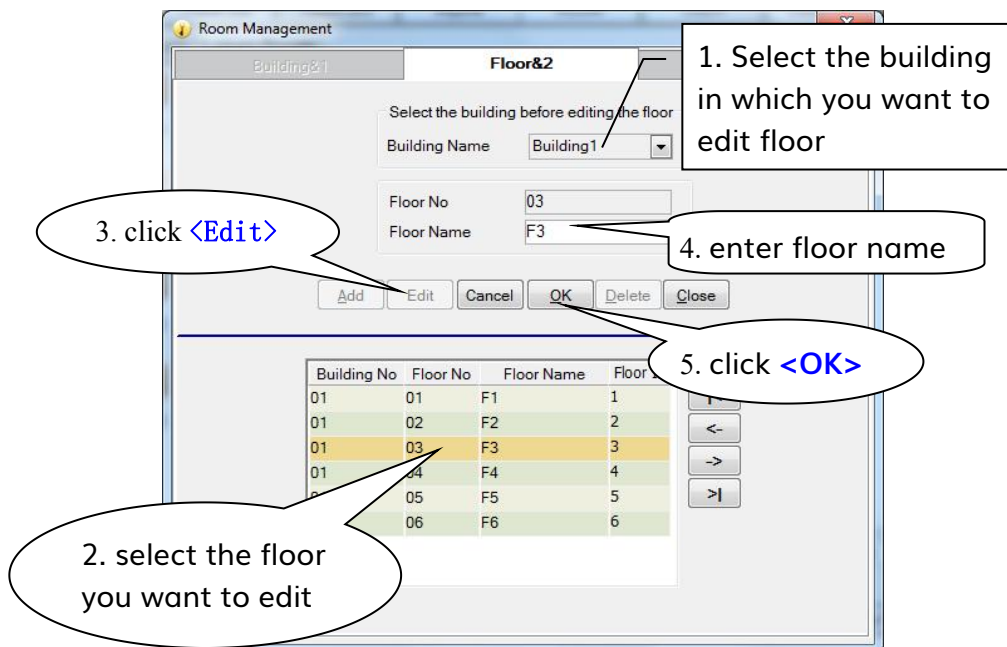 Room Management
Building&1
Floor&2
1. Select the building
in which you want to
edit floor
Select the building before editing the floor
Building Name Building1
Floor No 03
Floor Name F3
3. click <Edit>
4. enter floor name
Add Edit Cancel OK Delete Close
5. click <OK>
Building No Floor No Floor Name Floor
01 01 F1 1
01 02 F2 2
01 03 F3 3
01 04 F4 4
05 F5 5
06 F6 6
<-
->
>|
2. select the floor
you want to edit